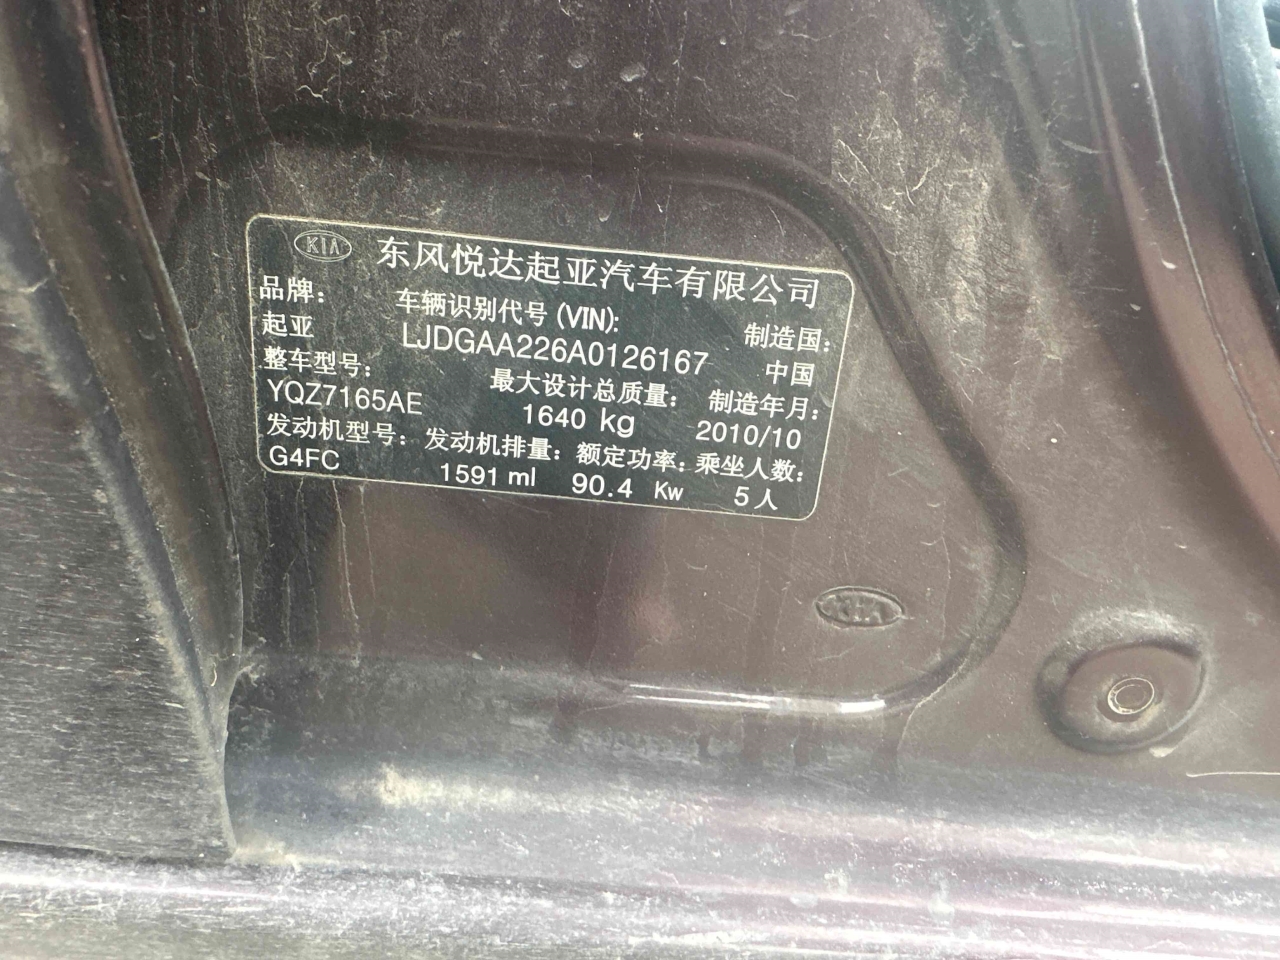 KIA 东风悦达起亚汽车有限公司
品牌： 车辆识别代号 (VIN): 制造国：
起亚 LJDGAA226A0126167 中国
整车型号： 最大设计总质量： 制造年月：
YQZ7165AE 1640 kg 2010/10
发动机型号： 发动机排量： 额定功率： 乘坐人数：
G4FC 1591 ml 90.4 Kw 5人
KIA